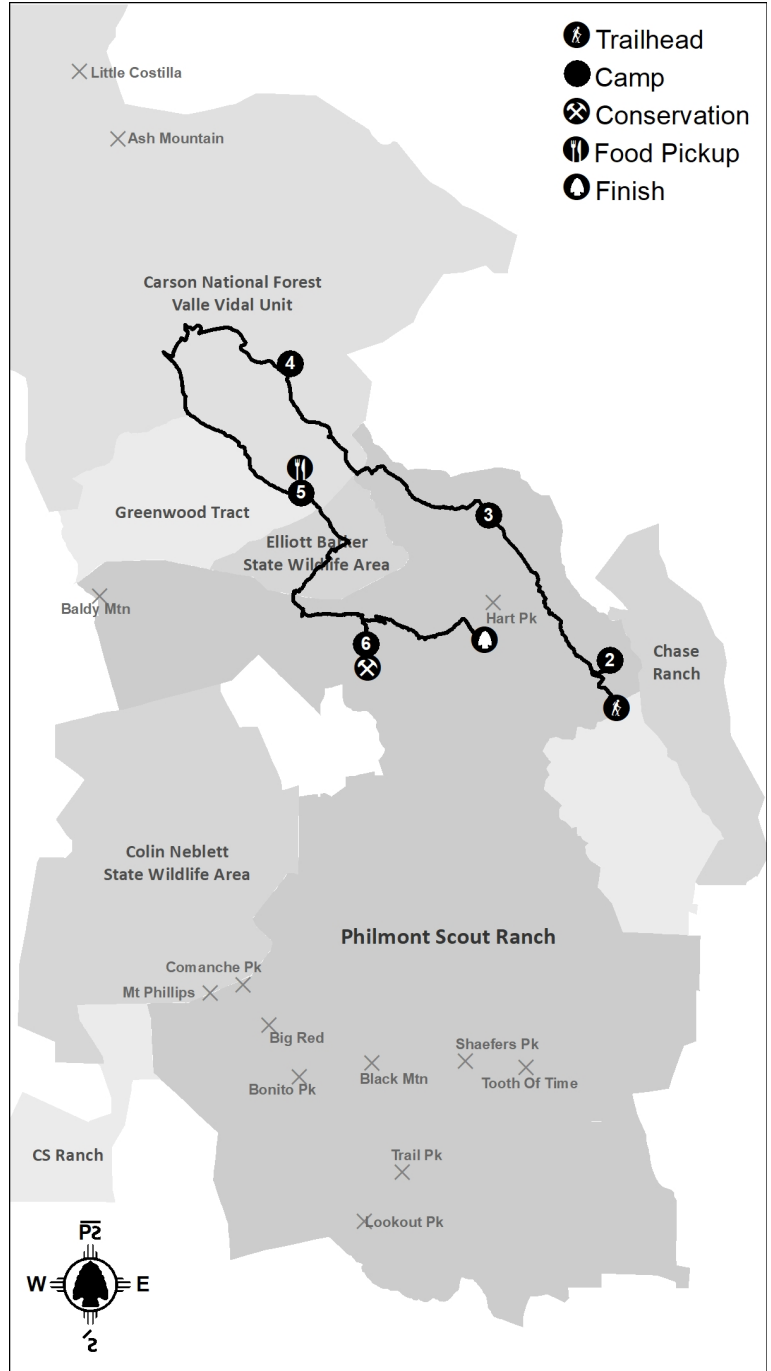 Trailhead
Camp
Conservation
Food Pickup
Finish
Little Costilla
Ash Mountain
Carson National Forest
Valle Vidal Unit
4
5
Greenwood Tract
3
Elliott Barker
State Wildlife Area
Baldy Mtn
Hart Pk
6
2
Chase
Ranch
Colin Neblett
State Wildlife Area
Philmont Scout Ranch
Comanche Pk
Mt Phillips
Big Red
Shaefers Pk
Black Mtn
Tooth Of Time
Bonito Pk
CS Ranch
Trail Pk
Lookout Pk
W
E